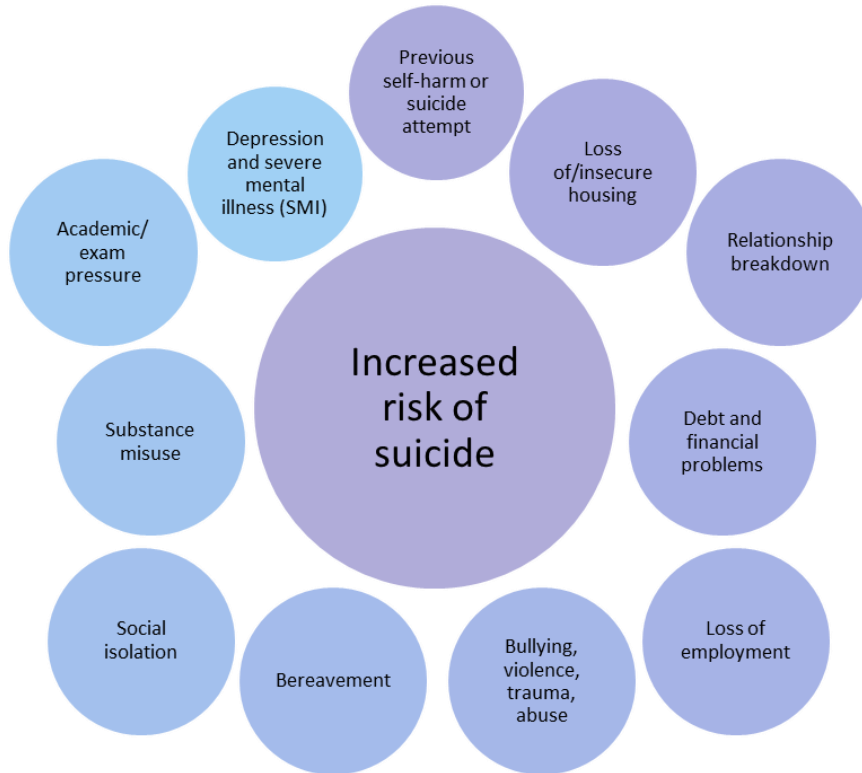 Previous
self-harm or
suicide
attempt
Loss
of/insecure
housing
Relationship
breakdown
Debt and
financial
problems
Loss of
employment
Bullying,
violence,
trauma,
abuse
Bereavement
Social
isolation
Substance
misuse
Academic/
exam
pressure
Depression
and severe
mental
illness (SMI)
Increased
risk of
suicide